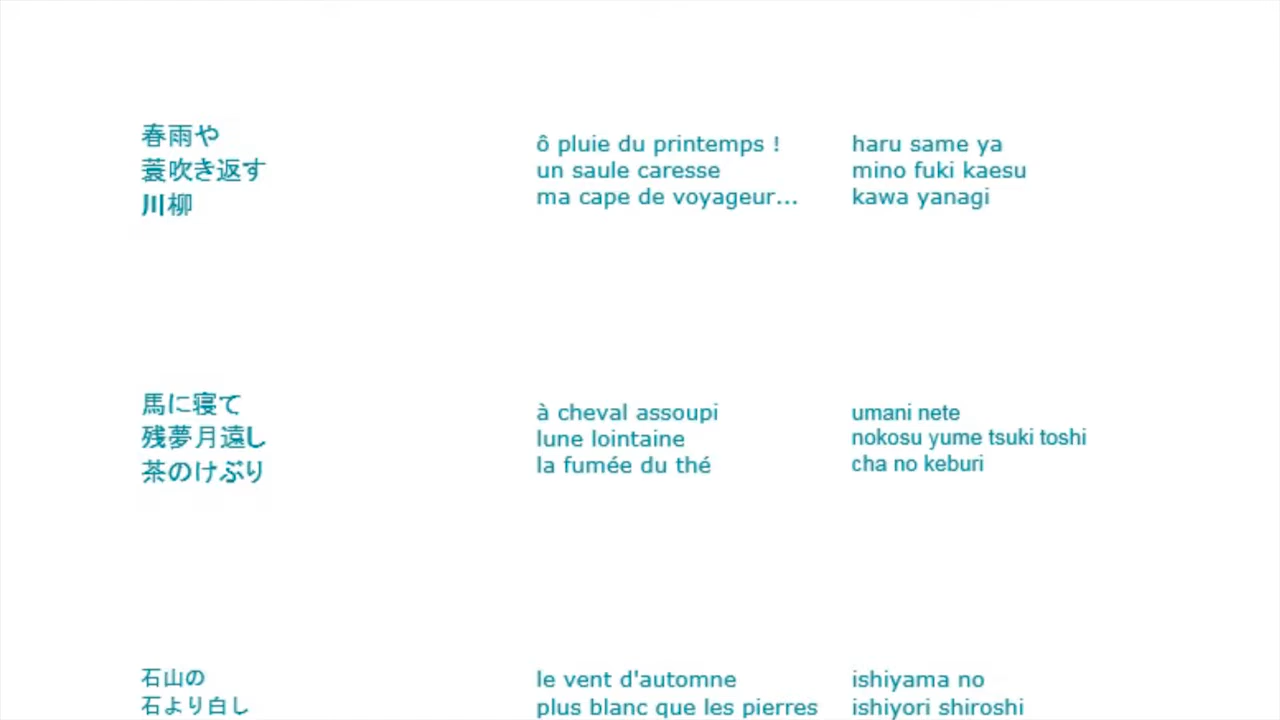 春雨や
蓑吹き返す
川柳
ô pluie du printemps !
un saule caresse
ma cape de voyageur...
haru same ya
mino fuki kaesu
kawa yanagi
馬に寝て
残夢月遠し
茶のけぶり
à cheval assoupi
lune lointaine
la fumée du thé
umani nete
nokosu yume tsuki toshi
cha no keburi
石山の
石より白し
le vent d'automne
plus blanc que les pierres
ishiyama no
ishiyori shiroshi